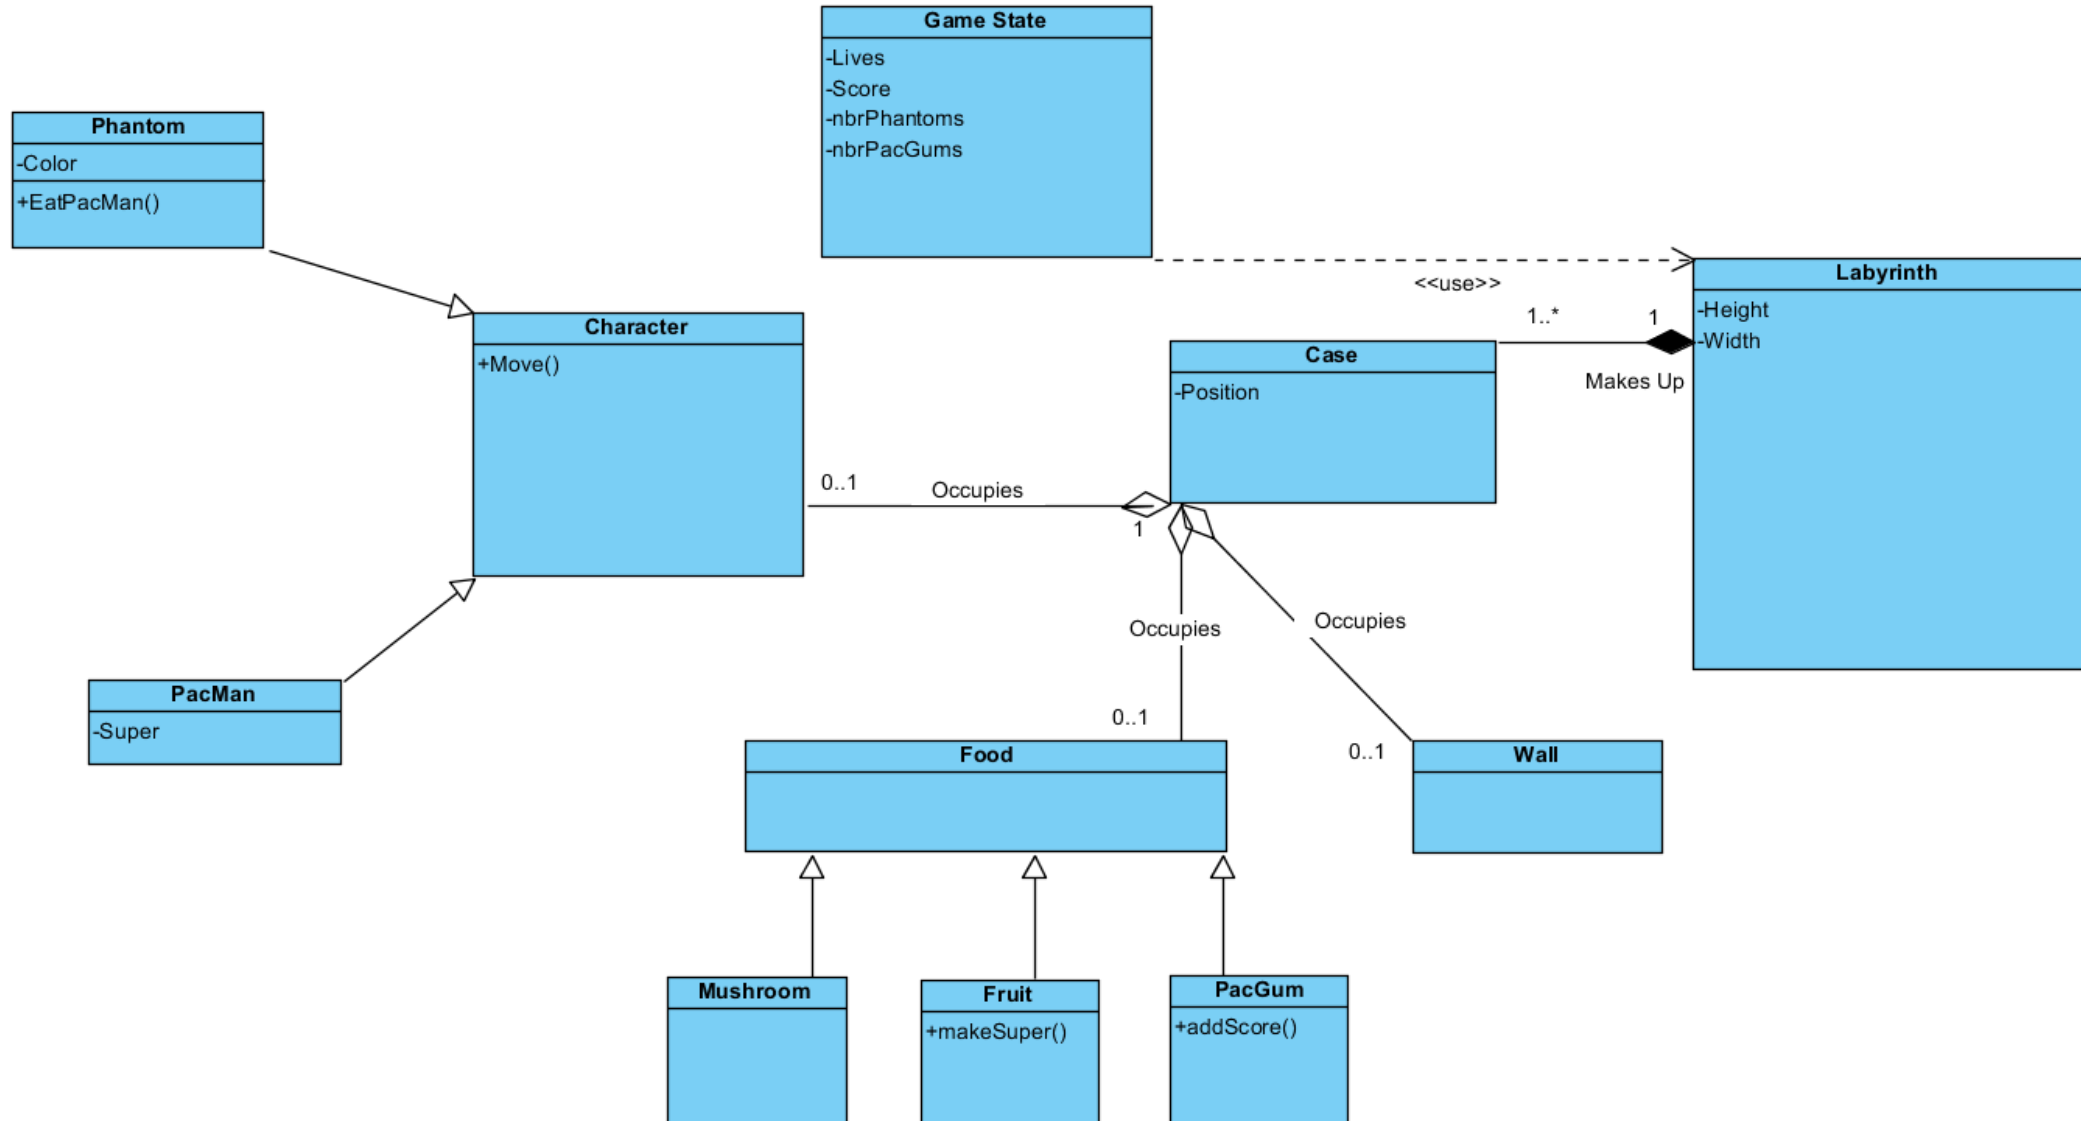 Game State
-Lives
-Score
-nbrPhantoms
-nbrPacGums
Phantom
-Color
+EatPacMan()
<<use>>
Labyrinth
-Height
-Width
1..*
1
Makes Up
Character
+Move()
Case
-Position
0..1
Occupies
1
Occupies
Occupies
0..1
0..1
PacMan
-Super
Food
Wall
Mushroom
Fruit
+makeSuper()
PacGum
+addScore()